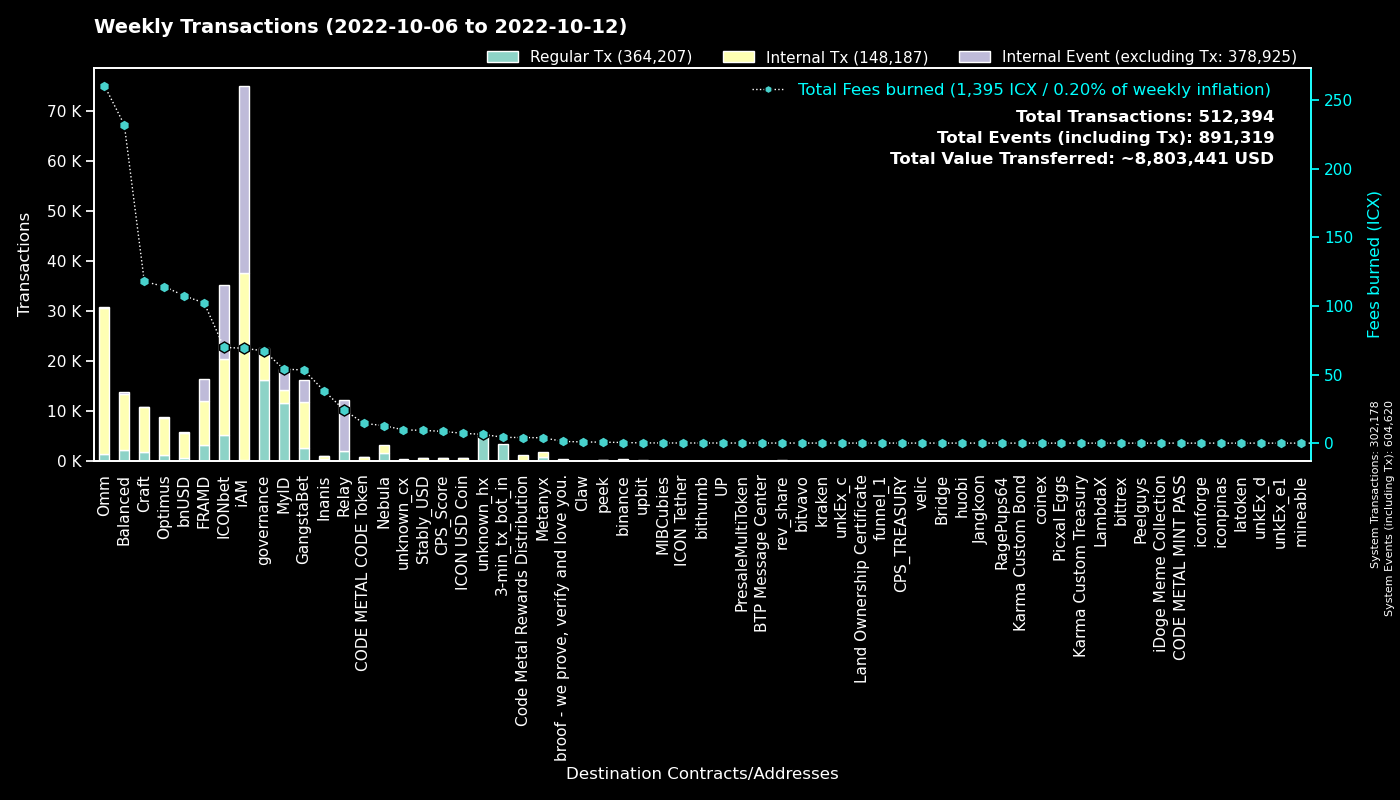 Weekly Transactions (2022-10-06 to 2022-10-12)
Regular Tx (364,207)
Internal Tx (148,187)
Internal Event (excluding Tx: 378,925)
Total Fees burned (1,395 ICX / 0.20% of weekly inflation)
Total Transactions: 512,394
Total Events (including Tx): 891,319
Total Value Transferred: ~8,803,441 USD
Transactions
70 K
60 K
50 K
40 K
30 K
20 K
10 K
0 K
250
200
150
100
50
0
Fees burned (ICX)
System Transactions: 302,178
System Events (including Tx): 604,620
Omm
Balanced
Craft
Optimus
bnUSD
FRAMD
ICONbet
iAM
governance
MyID
GangstaBet
Inanis
Relay
CODE METAL CODE Token
Nebula
unknown_cx
Stably_USD
CPS_Score
ICON USD Coin
unknown_hx
3-min_tx_bot_in
Code Metal Rewards Distribution
Metanyx
broof - we prove, verify and love you.
Claw
peek
binance
upbit
MIBCubies
ICON Tether
bithumb
UP
PresaleMultiToken
BTP Message Center
rev_share
bitvavo
kraken
unkEx_c
Land Ownership Certificate
funnel_1
CPS_TREASURY
velic
Bridge
huobi
Jangkoon
RagePups64
Karma Custom Bond
coinex
Picxal Eggs
Karma Custom Treasury
LambdaX
bittrex
Peelguys
iDoge Meme Collection
CODE METAL MINT PASS
iconforge
iconpinas
latoken
unkEx_d
unkEx_e1
mineable
Destination Contracts/Addresses